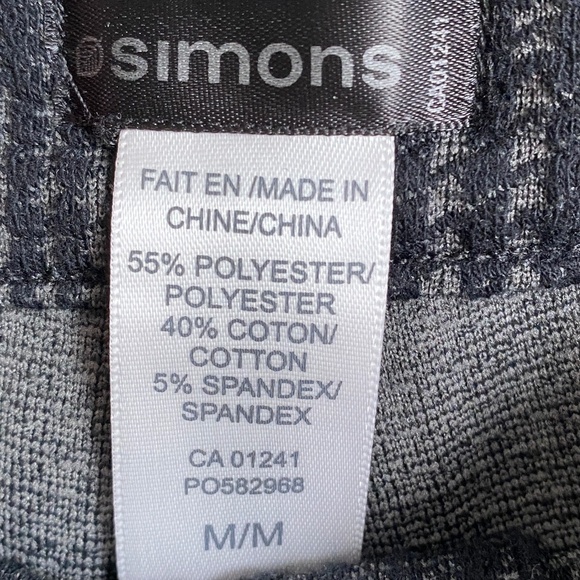 simons
CA01241
FAIT EN /MADE IN
CHINE/CHINA
55% POLYESTER/
POLYESTER
40% COTON/
COTTON
5% SPANDEX/
SPANDEX
CA 01241
PO582968
M/M